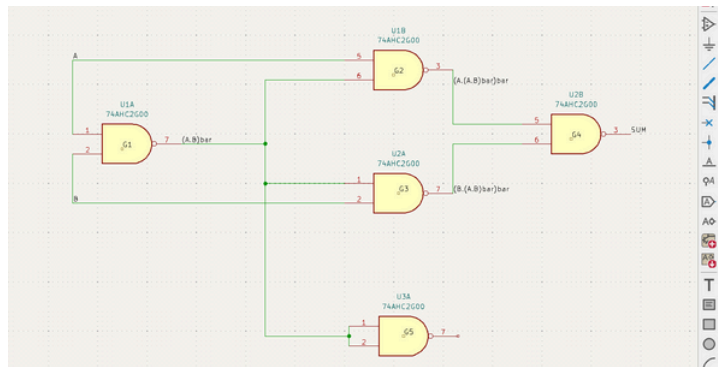 U1B
74AHC2G00
A
5
G2
3
6
(A.(A.B)bar)bar
U2B
74AHC2G00
U1A
74AHC2G00
5
G4
3
SUM
6
1
G1
7
(A.B)bar
2
U2A
74AHC2G00
1
G3
7
(B.(A.B)bar)bar
2
B
U3A
74AHC2G00
1
G5
7
2
A
T